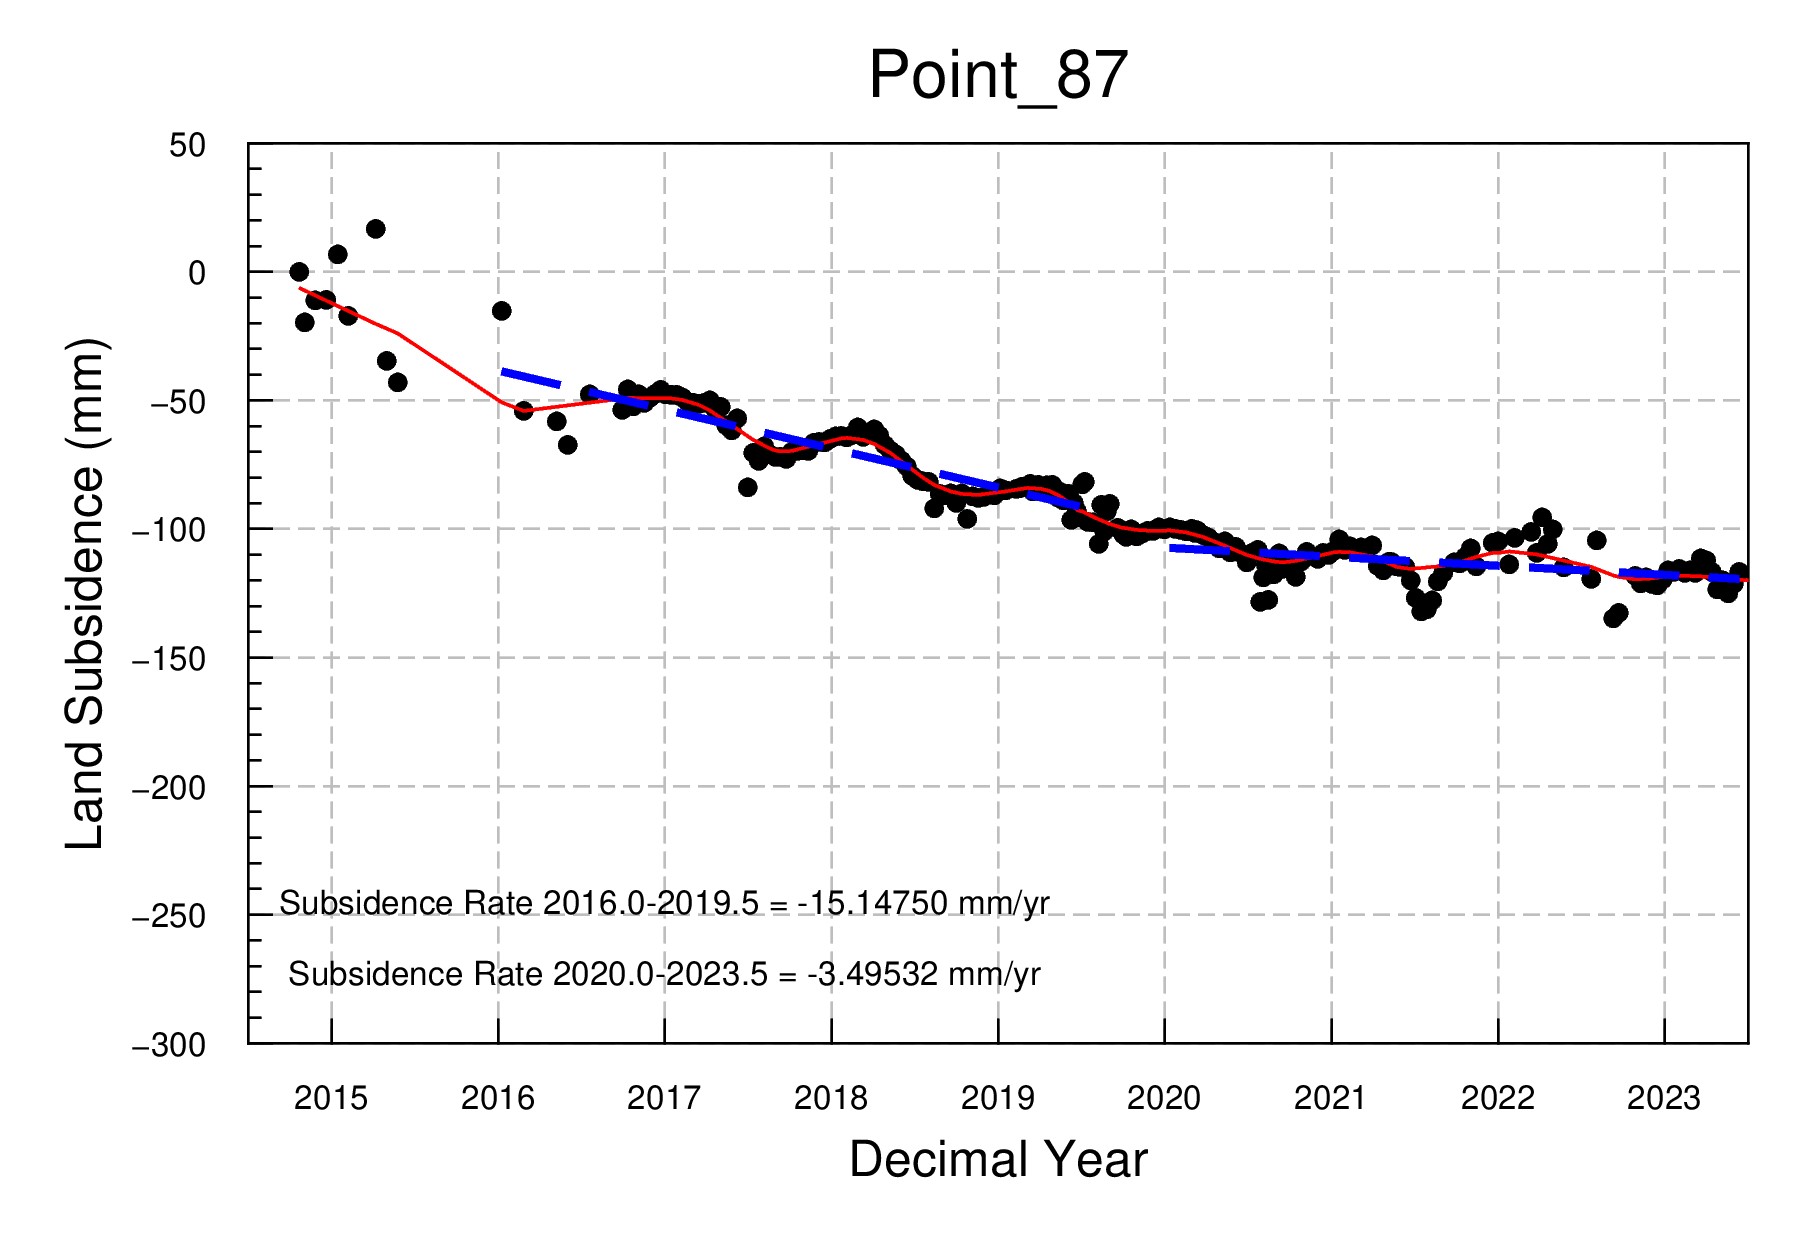 Point_87
50
0
−50
−100
−150
−200
−250
−300
Land Subsidence (mm)
Subsidence Rate 2016.0-2019.5 = -15.14750 mm/yr
Subsidence Rate 2020.0-2023.5 = -3.49532 mm/yr
2015 2016 2017 2018 2019 2020 2021 2022 2023
Decimal Year